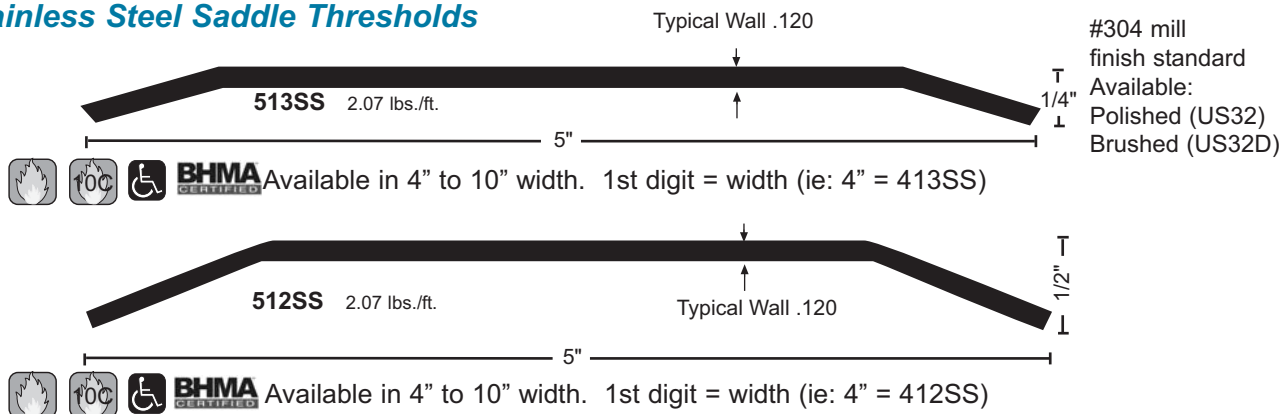 ainless Steel Saddle Thresholds
Typical Wall .120
#304 mill
finish standard
Available:
Polished (US32)
Brushed (US32D)
1/4"
513SS 2.07 lbs./ft.
5"
10C BHMA CERTIFIED Available in 4” to 10” width. 1st digit = width (ie: 4” = 413SS)
1/2"
512SS 2.07 lbs./ft.
Typical Wall .120
5"
10C BHMA CERTIFIED Available in 4” to 10” width. 1st digit = width (ie: 4” = 412SS)